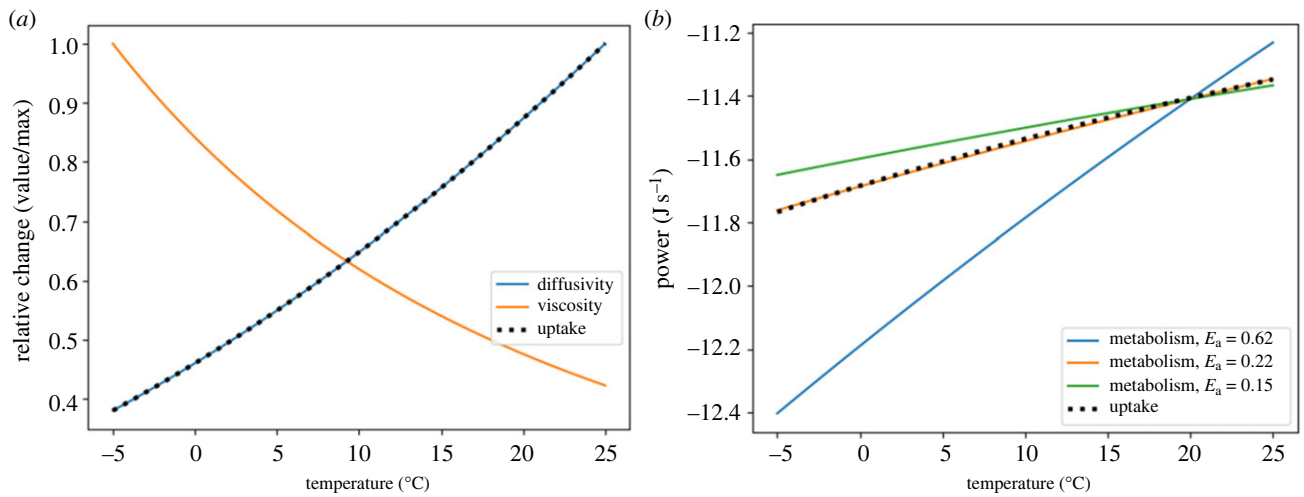 (a)
1.0
0.9
0.8
0.7
0.6
0.5
0.4
relative change (value/max)
diffusivity
viscosity
uptake
–5 0 5 10 15 20 25
temperature (°C)
(b)
–11.2
–11.4
–11.6
–11.8
–12.0
–12.2
–12.4
power (J s⁻¹)
metabolism, Eₐ = 0.62
metabolism, Eₐ = 0.22
metabolism, Eₐ = 0.15
uptake
–5 0 5 10 15 20 25
temperature (°C)